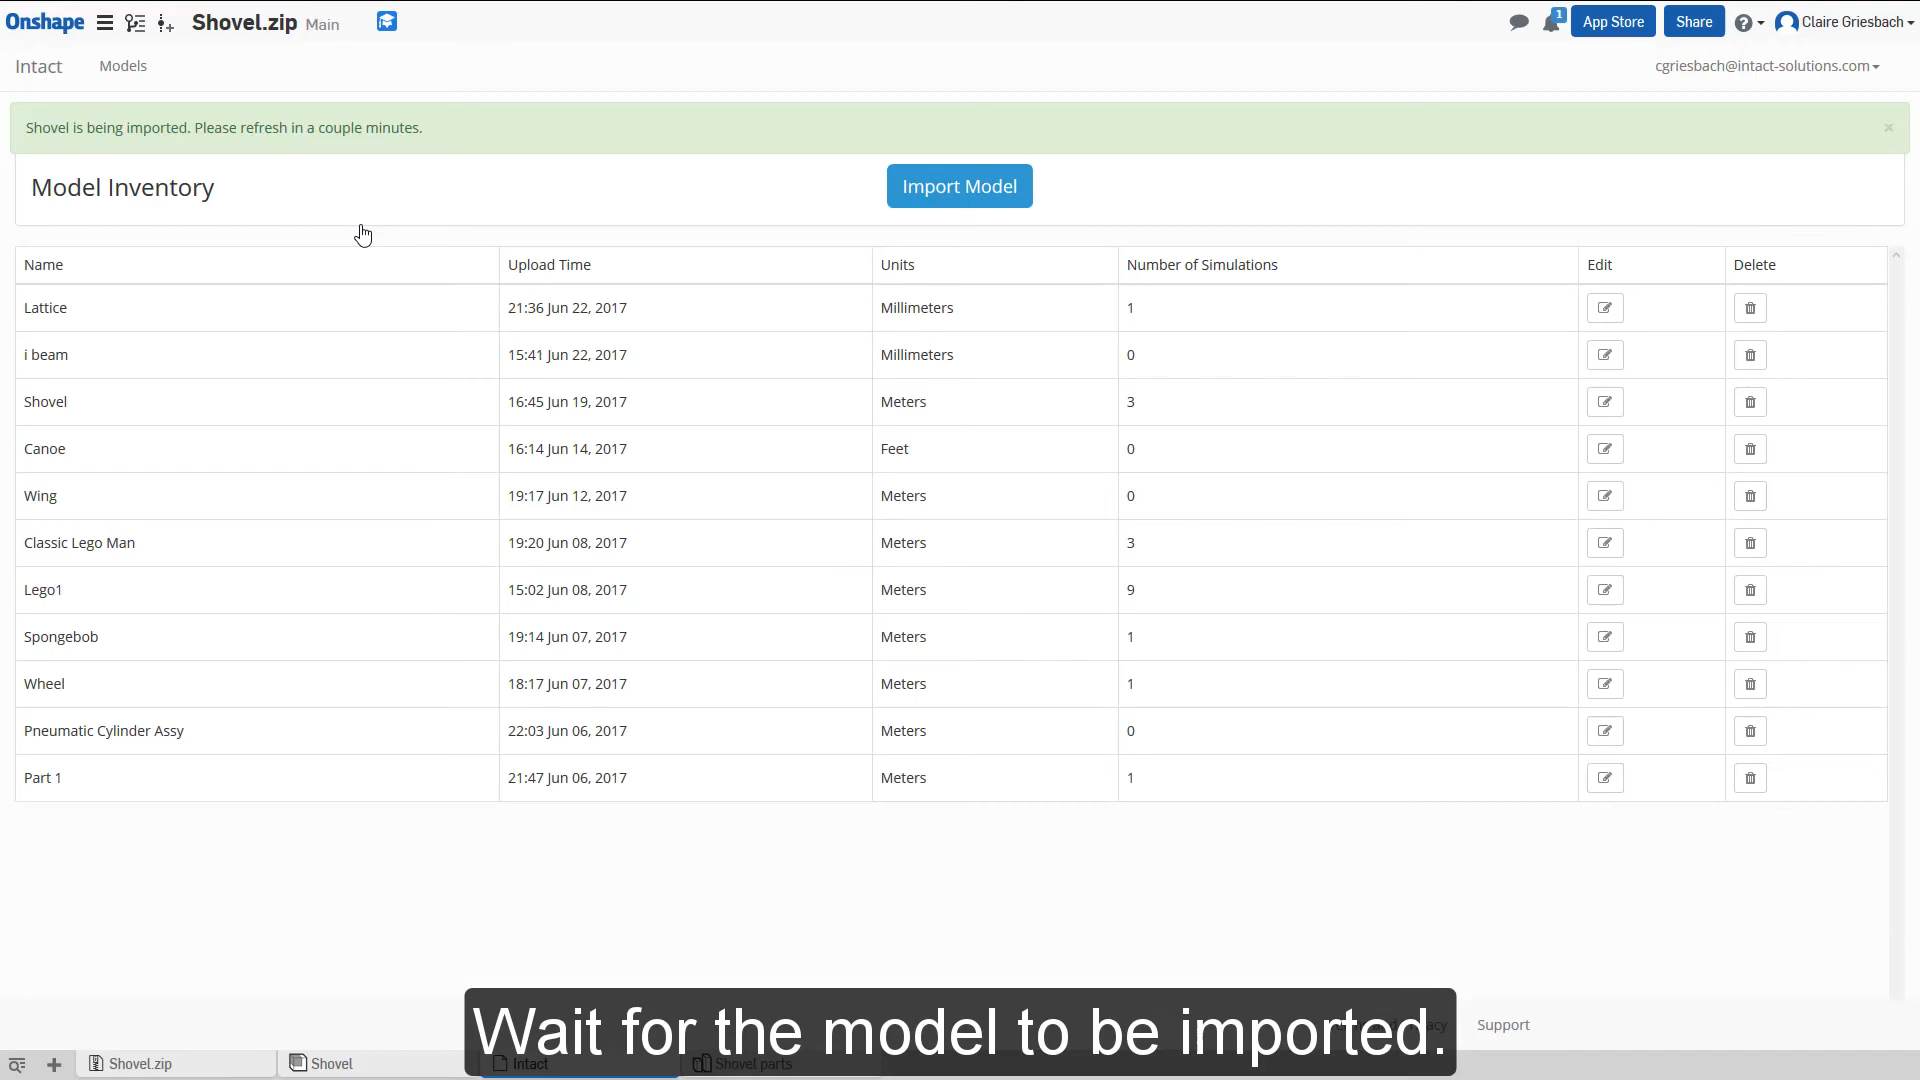 Onshape Shovel.zip Main 1 App Store Share Claire Griesbach
Intact Models cgriesbach@intact-solutions.com
Shovel is being imported. Please refresh in a couple minutes. ×
Model Inventory Import Model
Name Upload Time Units Number of Simulations Edit Delete
Lattice 21:36 Jun 22, 2017 Millimeters 1
i beam 15:41 Jun 22, 2017 Millimeters 0
Shovel 16:45 Jun 19, 2017 Meters 3
Canoe 16:14 Jun 14, 2017 Feet 0
Wing 19:17 Jun 12, 2017 Meters 0
Classic Lego Man 19:20 Jun 08, 2017 Meters 3
Lego1 15:02 Jun 08, 2017 Meters 9
Spongebob 19:14 Jun 07, 2017 Meters 1
Wheel 18:17 Jun 07, 2017 Meters 1
Pneumatic Cylinder Assy 22:03 Jun 06, 2017 Meters 0
Part 1 21:47 Jun 06, 2017 Meters 1
Support
Wait for the model to be imported.
Shovel.zip Shovel Intact Shovel parts